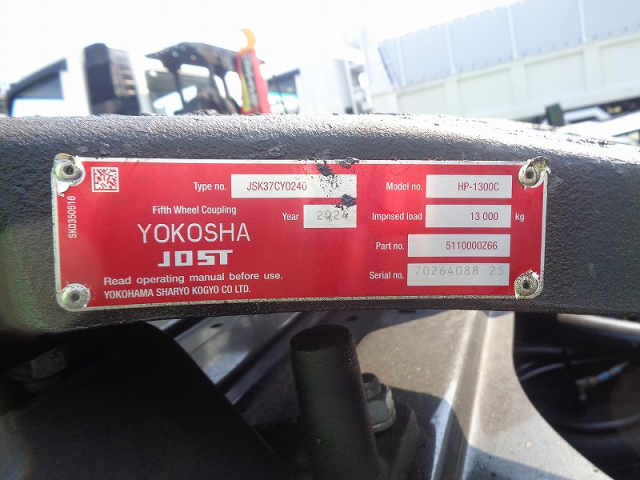 SK0350516
Type no. JSK37CY0240
Model no. HP-1300C
Fifth Wheel Coupling
Year 2024
Impnsed load 13 000 kg
YOKOSHA
JOST
Part no. 5110000Z66
Read operating manual before use.
Serial no. 70264088 25
YOKOHAMA SHARYO KOGYO CO LTD.